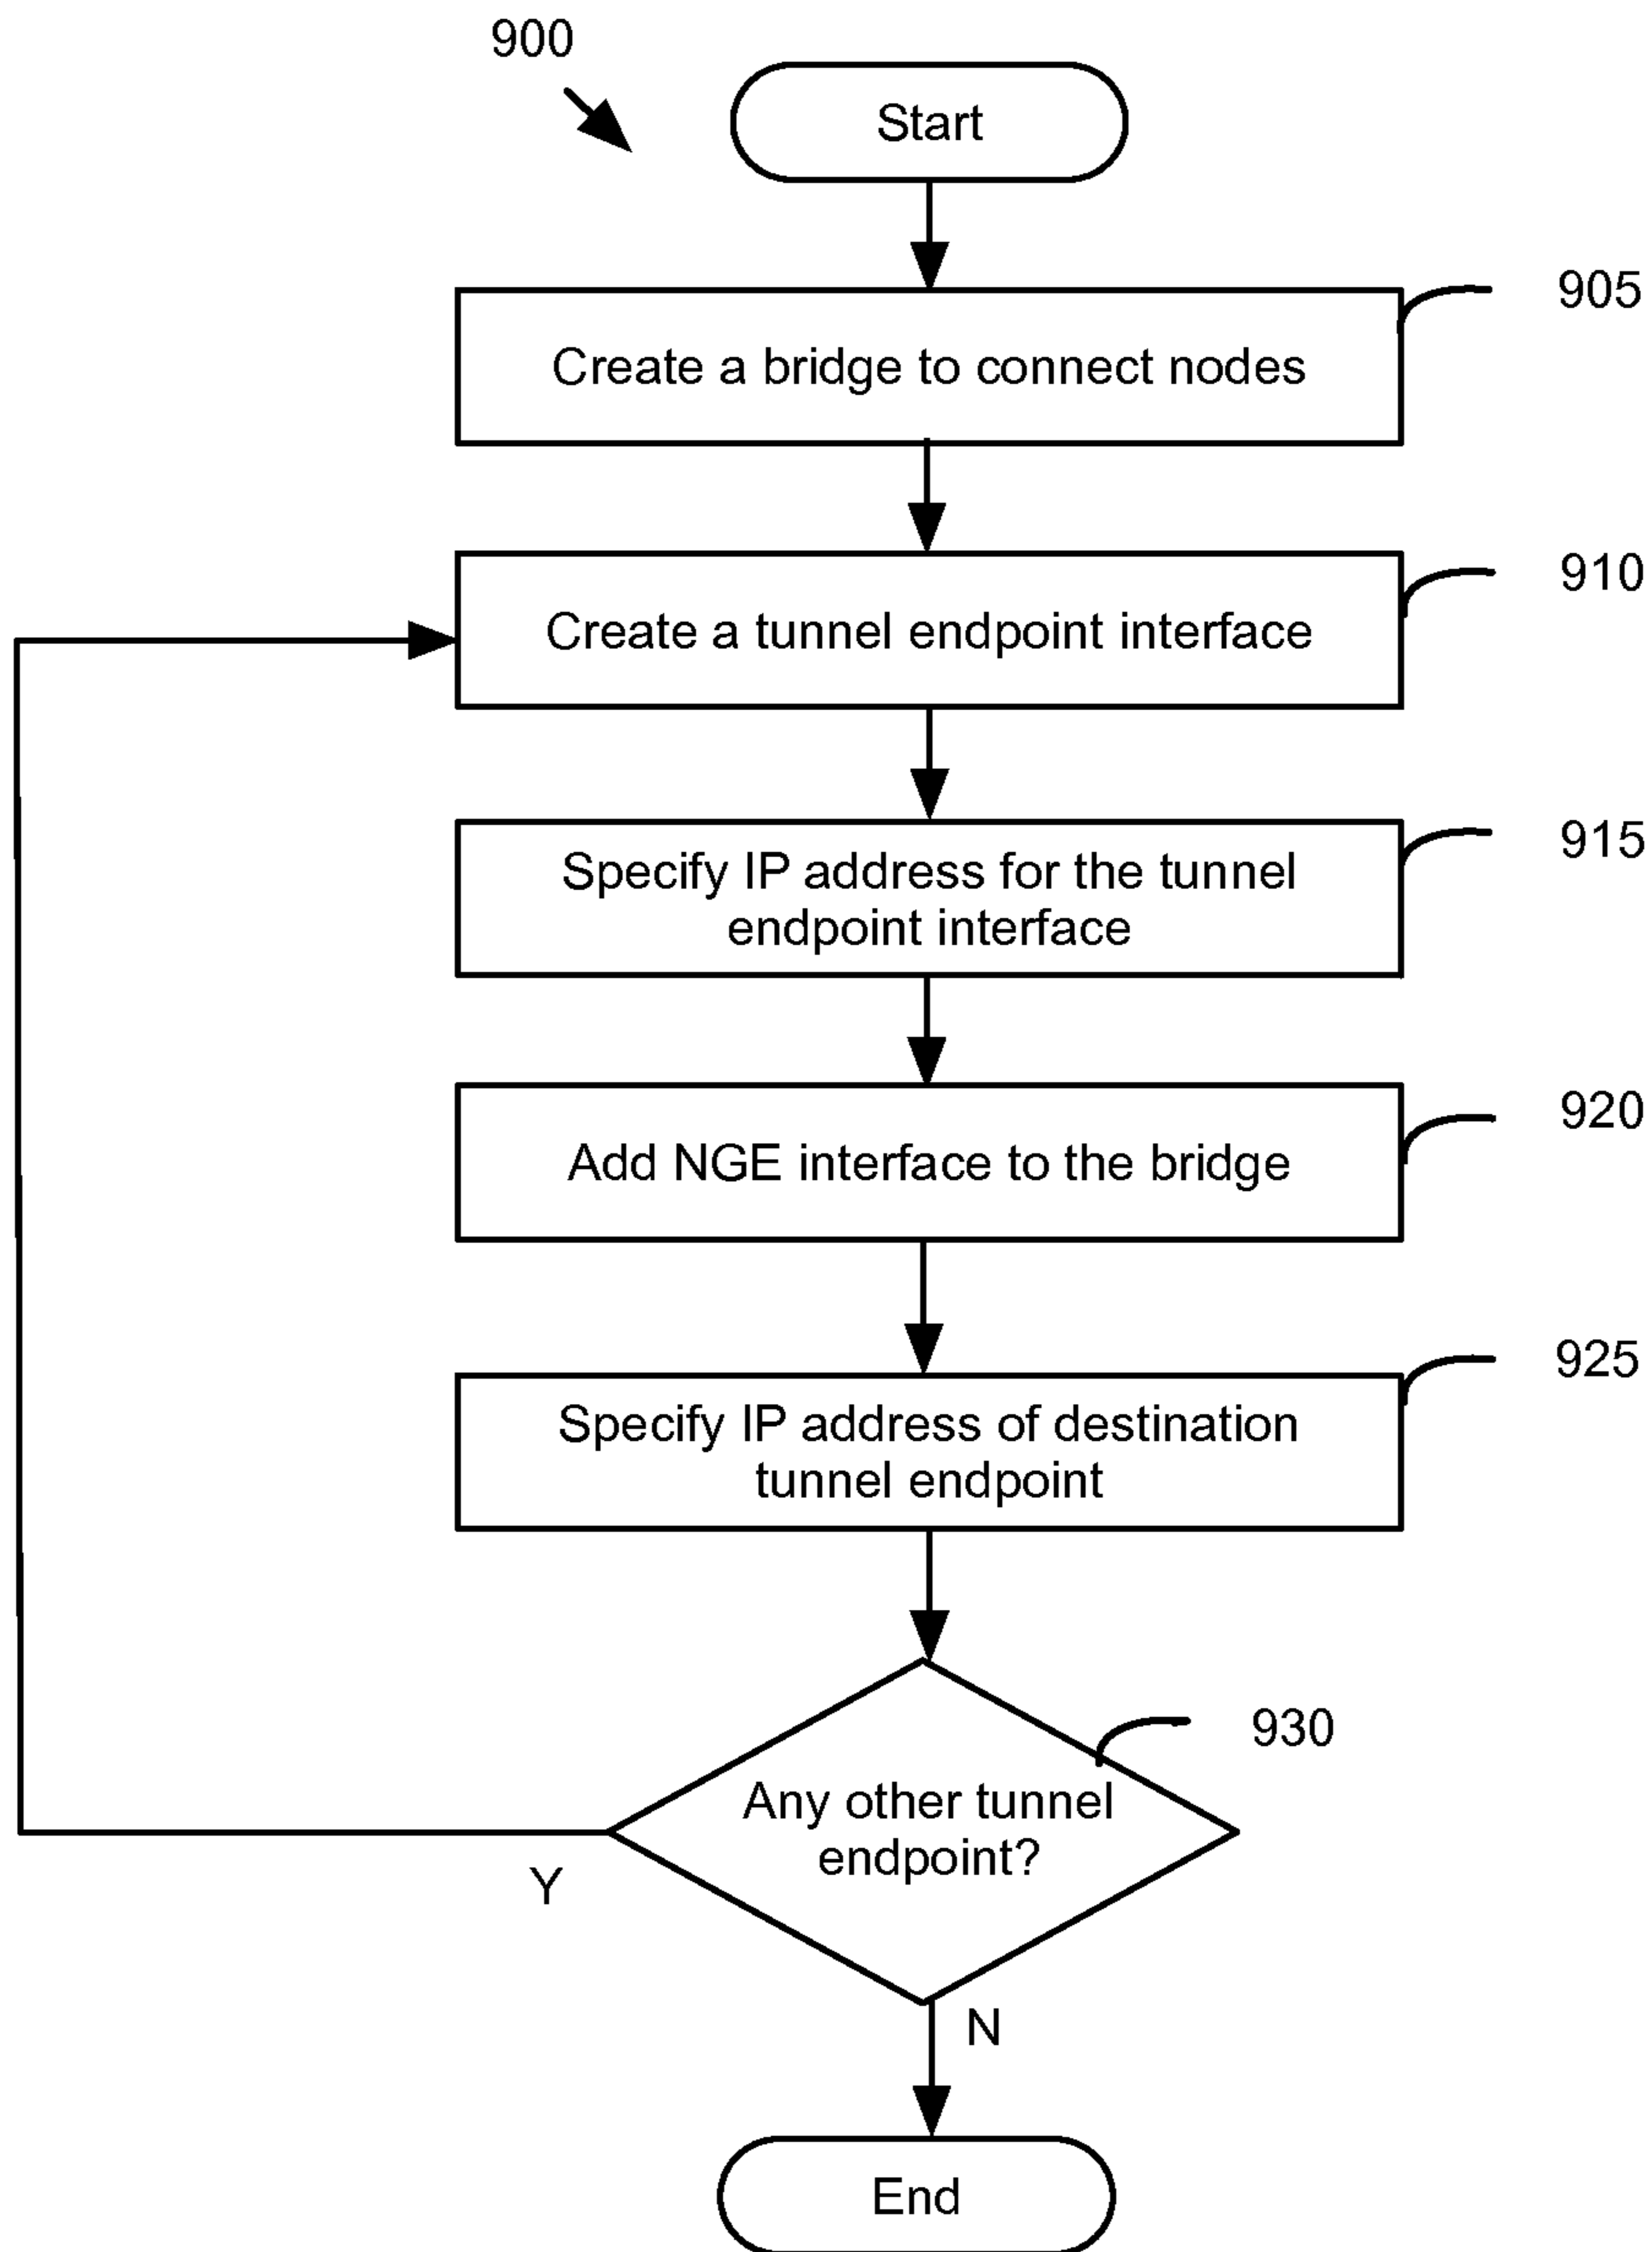 900
Start
905
Create a bridge to connect nodes
910
Create a tunnel endpoint interface
915
Specify IP address for the tunnel
endpoint interface
920
Add NGE interface to the bridge
925
Specify IP address of destination
tunnel endpoint
930
Any other tunnel
endpoint?
Y
N
End